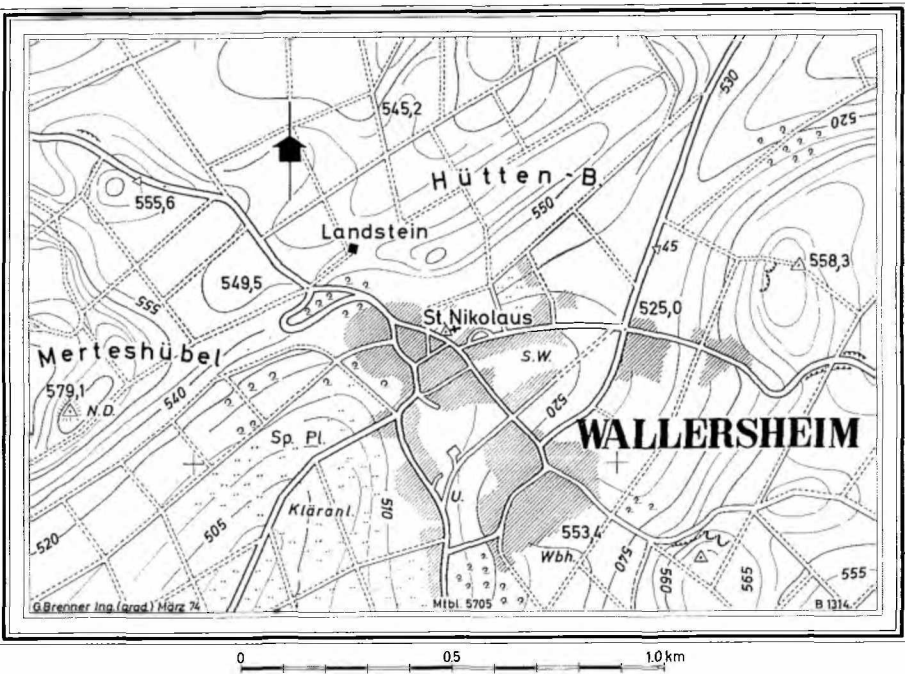 545,2
530
520
Hütten-B.
555,6
550
Landstein
45
558,3
549,5
555
525,0
St. Nikolaus
Merteshübel
S.W.
579,1
N.D.
540
520
WALLERSHEIM
Sp. Pl.
Kläranl.
510
U.
505
520
553,4
Wbh.
540
560
565
555
G.Brenner Ing.(grad.) März 74
Mtbl. 5705
B 1314.
0 0.5 1.0 km